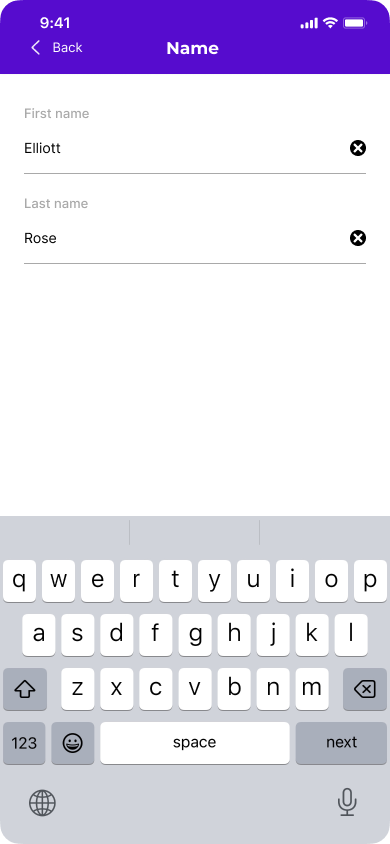 9:41
Back Name
First name
Elliott
Last name
Rose
q w e r t y u i o p
a s d f g h j k l
z x c v b n m
123 space next